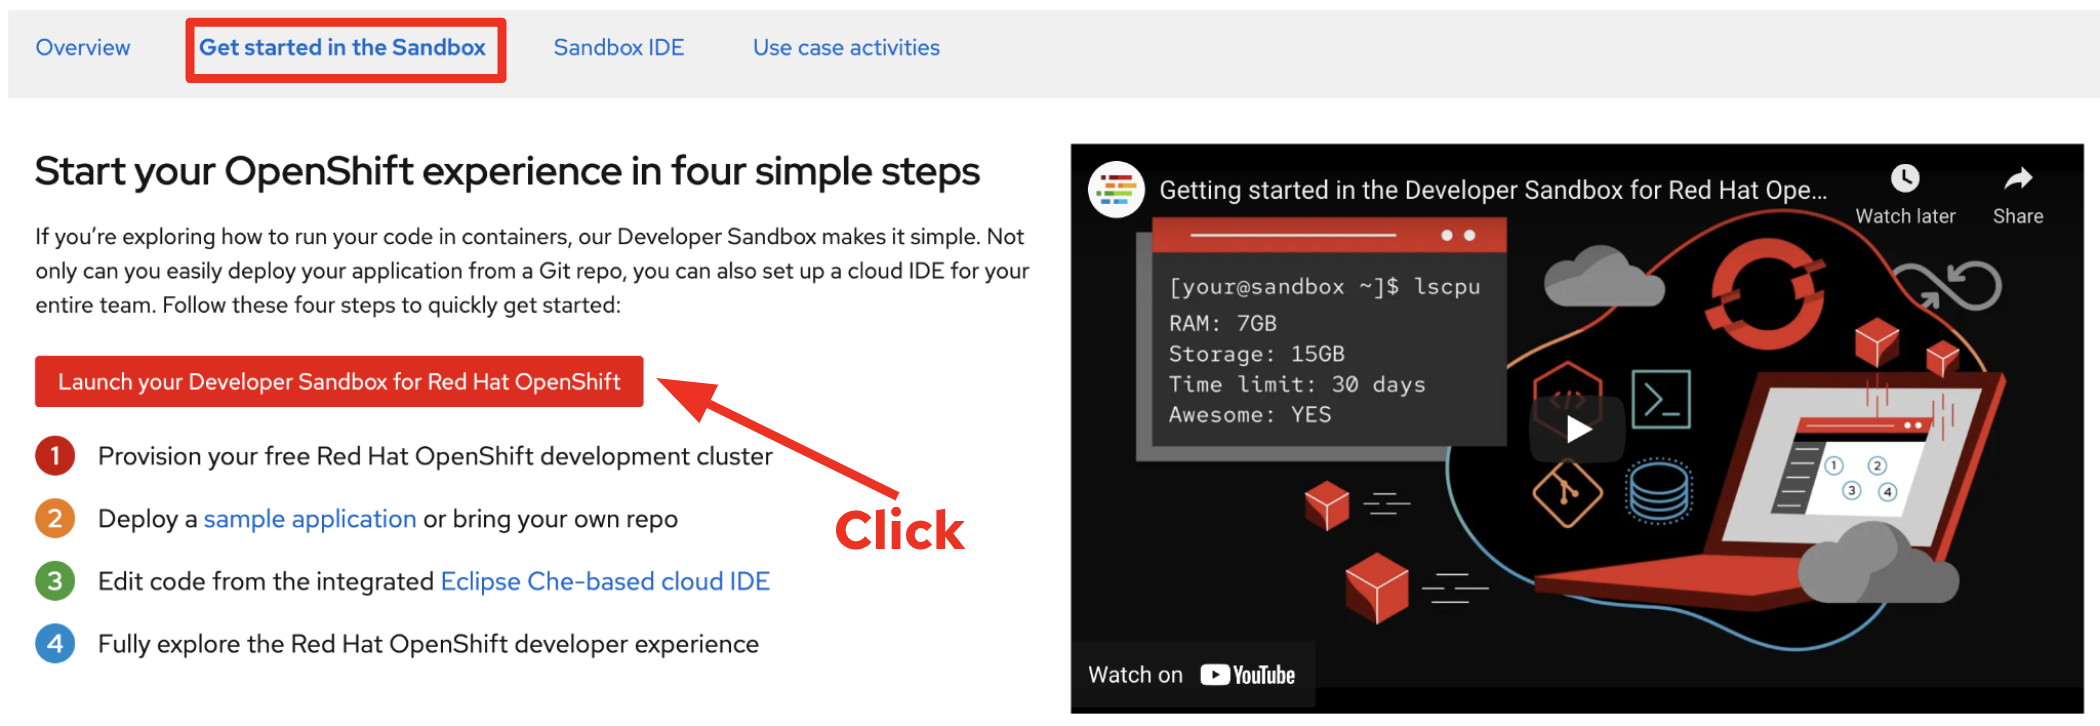 Overview
Get started in the Sandbox
Sandbox IDE
Use case activities
Start your OpenShift experience in four simple steps
If you’re exploring how to run your code in containers, our Developer Sandbox makes it simple. Not
only can you easily deploy your application from a Git repo, you can also set up a cloud IDE for your
entire team. Follow these four steps to quickly get started:
Launch your Developer Sandbox for Red Hat OpenShift
1 Provision your free Red Hat OpenShift development cluster
2 Deploy a sample application or bring your own repo
3 Edit code from the integrated Eclipse Che-based cloud IDE
4 Fully explore the Red Hat OpenShift developer experience
Click
Getting started in the Developer Sandbox for Red Hat Ope...
Watch later
Share
[your@sandbox ~]$ lscpu
RAM: 7GB
Storage: 15GB
Time limit: 30 days
Awesome: YES
</>
>_
1 2
3 4
Watch on YouTube